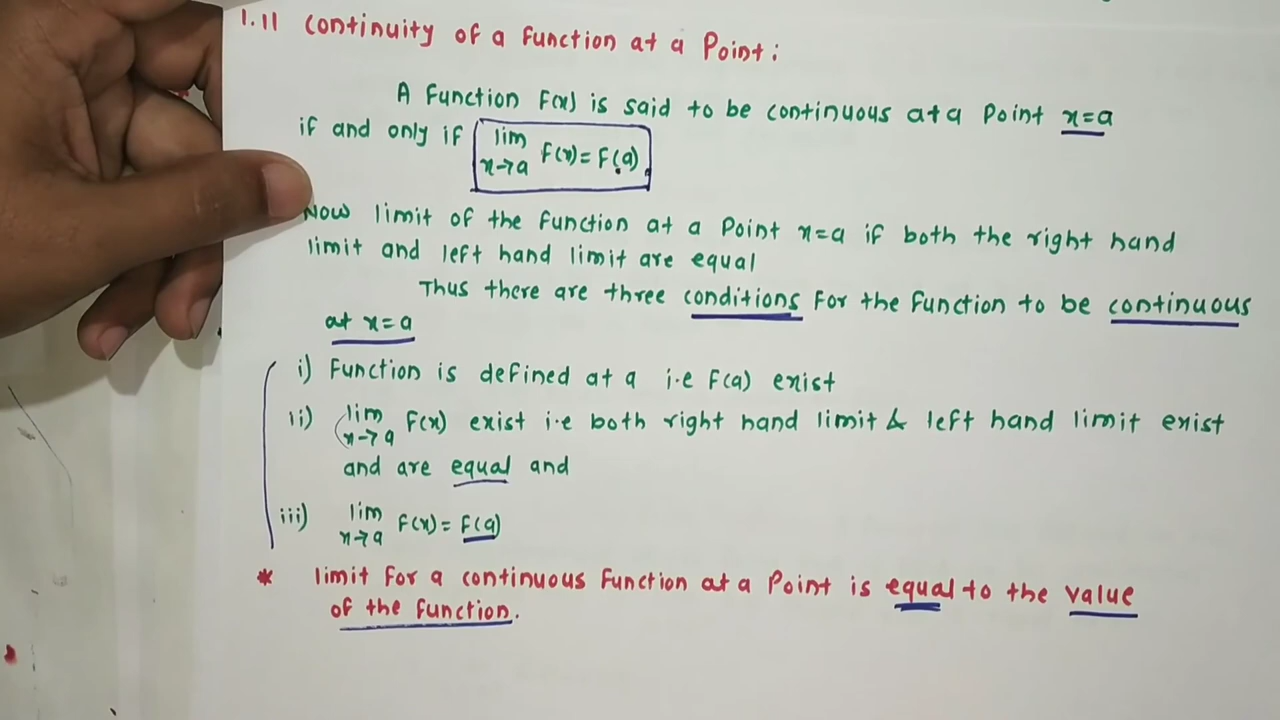 1.11 Continuity of a Function at a Point:
A Function F(x) is said to be continuous at a Point x=a
if and only if lim x→a F(x)=F(a).
Now limit of the Function at a Point x=a if both the right hand
limit and left hand limit are equal
Thus there are three conditions For the Function to be continuous
at x=a
i) Function is defined at a i.e F(a) exist
ii) lim x→a F(x) exist i.e both right hand limit & left hand limit exist
and are equal and
iii) lim x→a F(x)=F(a)
* limit For a continuous Function at a Point is equal to the value
of the function.